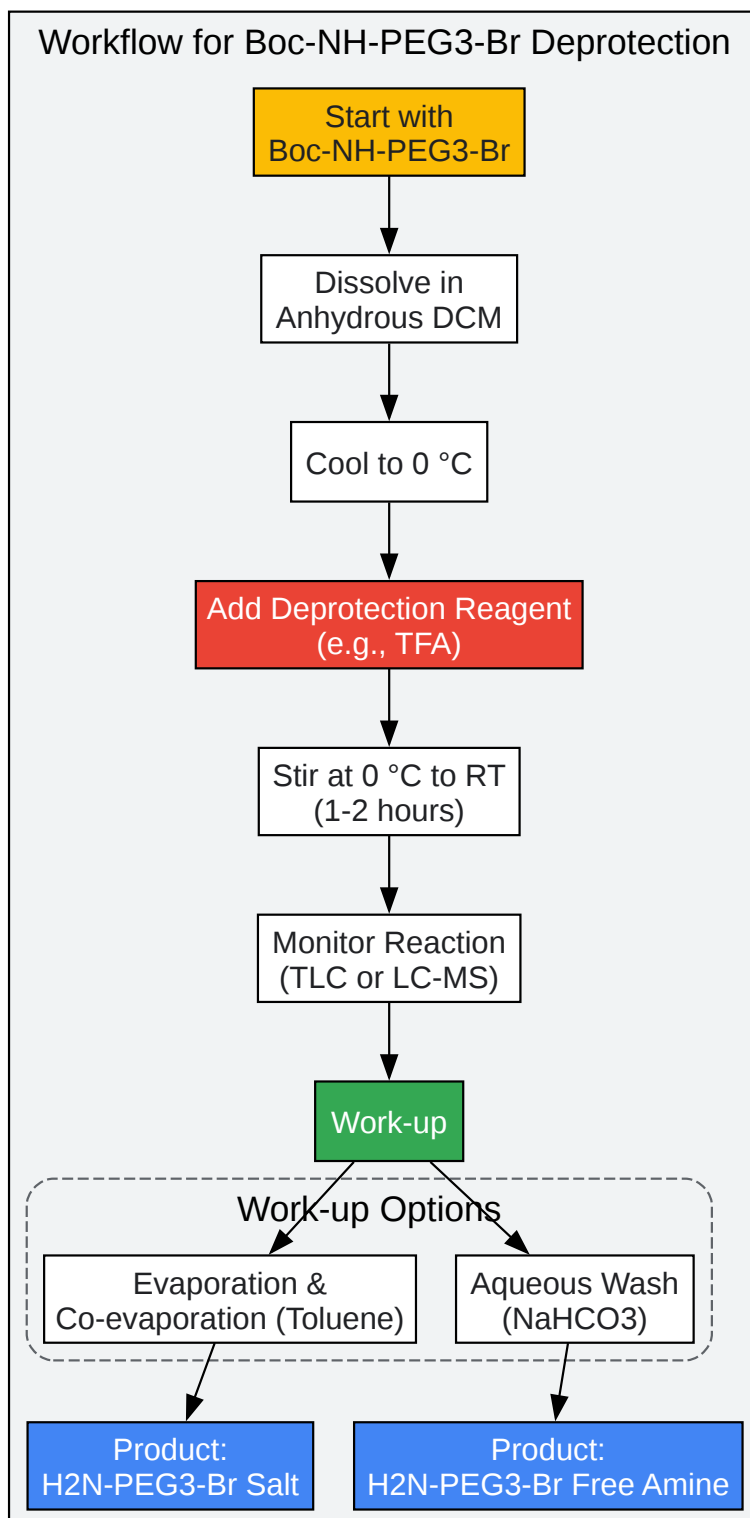 Workflow for Boc-NH-PEG3-Br Deprotection
Start with
Boc-NH-PEG3-Br
Dissolve in
Anhydrous DCM
Cool to 0 °C
Add Deprotection Reagent
(e.g., TFA)
Stir at 0 °C to RT
(1-2 hours)
Monitor Reaction
(TLC or LC-MS)
Work-up
Work-up Options
Evaporation &
Co-evaporation (Toluene)
Aqueous Wash
(NaHCO3)
Product:
H2N-PEG3-Br Salt
Product:
H2N-PEG3-Br Free Amine